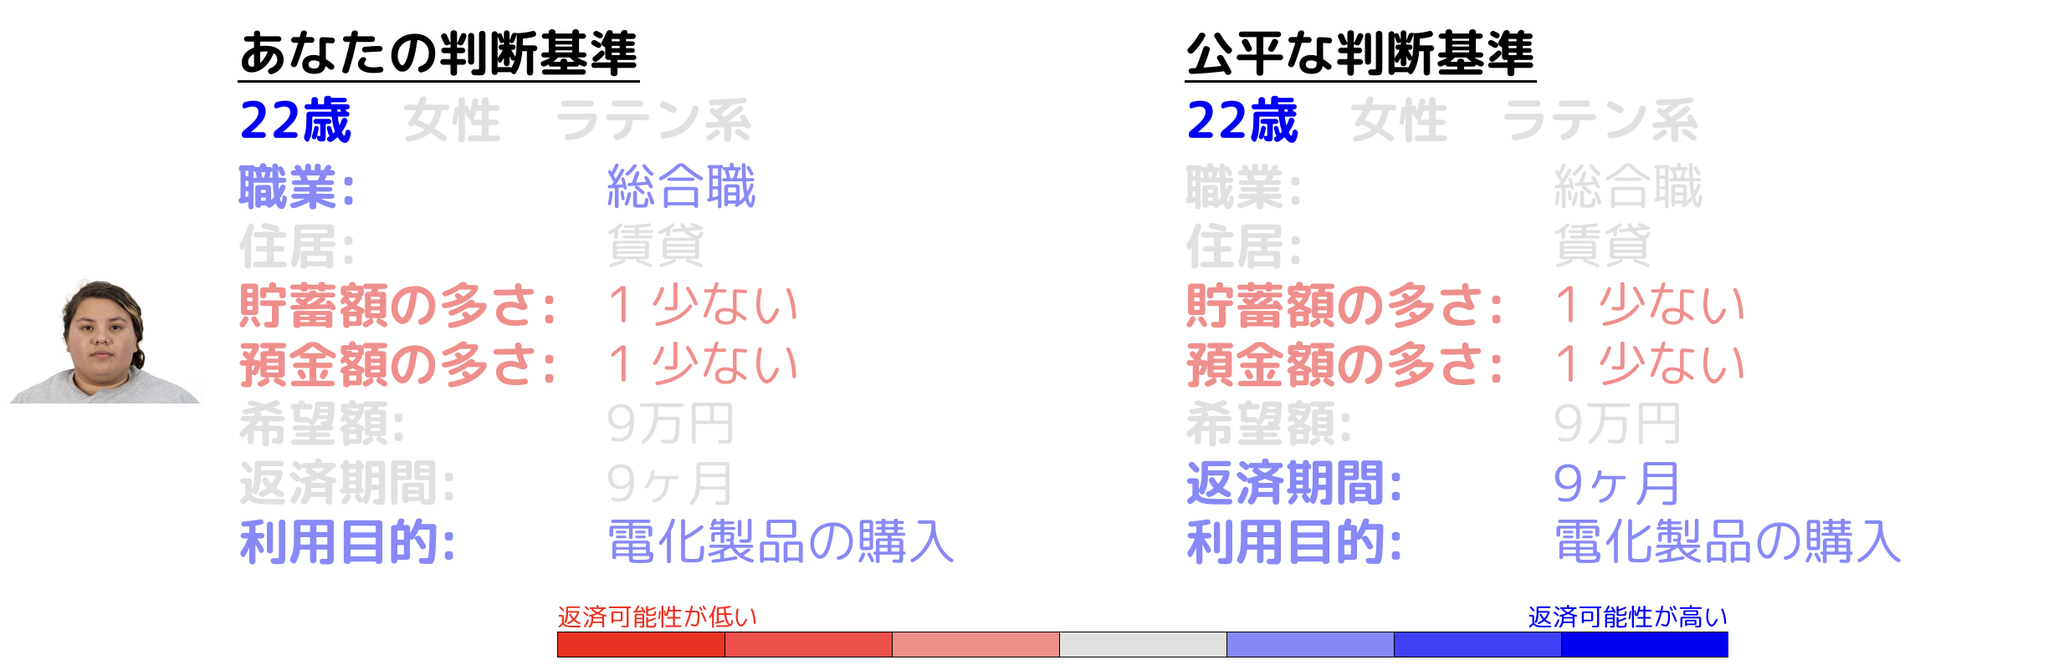 あなたの判断基準
22歳 女性 ラテン系
職業: 総合職
住居: 賃貸
貯蓄額の多さ: 1 少ない
預金額の多さ: 1 少ない
希望額: 9万円
返済期間: 9ヶ月
利用目的: 電化製品の購入
公平な判断基準
22歳 女性 ラテン系
職業: 総合職
住居: 賃貸
貯蓄額の多さ: 1 少ない
預金額の多さ: 1 少ない
希望額: 9万円
返済期間: 9ヶ月
利用目的: 電化製品の購入
返済可能性が低い
返済可能性が高い